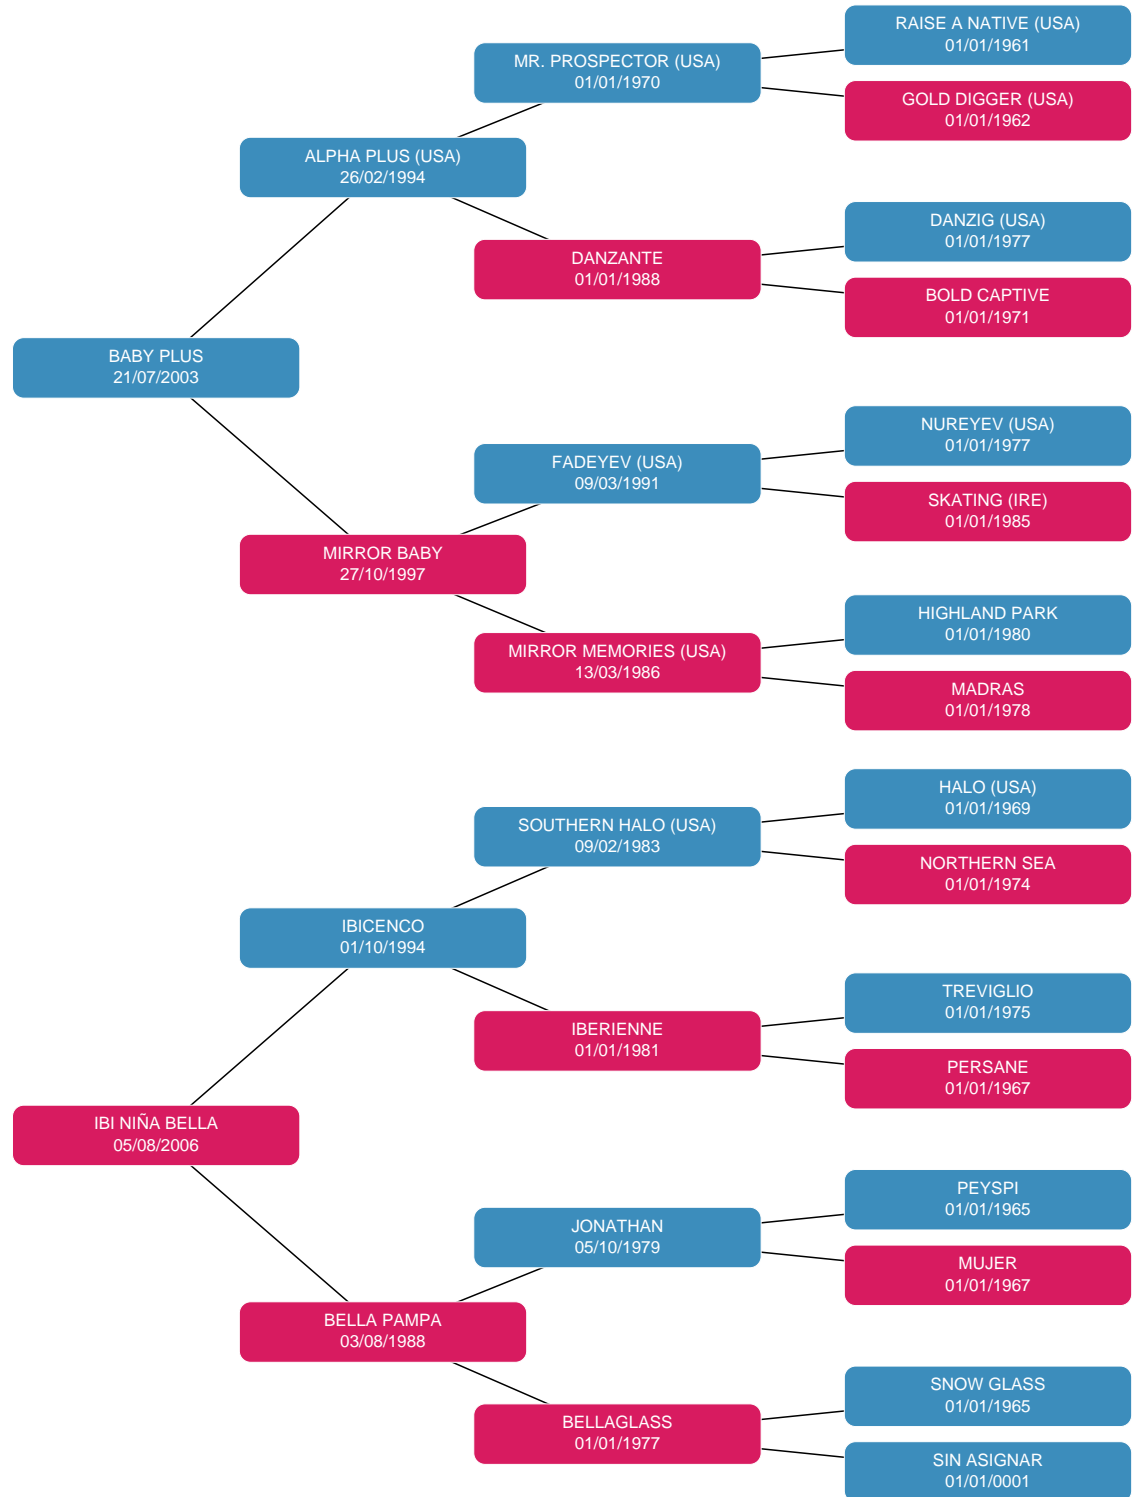 RAISE A NATIVE (USA)
01/01/1961
MR. PROSPECTOR (USA)
01/01/1970
GOLD DIGGER (USA)
01/01/1962
ALPHA PLUS (USA)
26/02/1994
DANZIG (USA)
01/01/1977
DANZANTE
01/01/1988
BOLD CAPTIVE
01/01/1971
BABY PLUS
21/07/2003
NUREYEV (USA)
01/01/1977
FADEYEV (USA)
09/03/1991
SKATING (IRE)
01/01/1985
MIRROR BABY
27/10/1997
HIGHLAND PARK
01/01/1980
MIRROR MEMORIES (USA)
13/03/1986
MADRAS
01/01/1978
HALO (USA)
01/01/1969
SOUTHERN HALO (USA)
09/02/1983
NORTHERN SEA
01/01/1974
IBICENCO
01/10/1994
TREVIGLIO
01/01/1975
IBERIENNE
01/01/1981
PERSANE
01/01/1967
IBI NIÑA BELLA
05/08/2006
PEYSPI
01/01/1965
JONATHAN
05/10/1979
MUJER
01/01/1967
BELLA PAMPA
03/08/1988
SNOW GLASS
01/01/1965
BELLAGLASS
01/01/1977
SIN ASIGNAR
01/01/0001